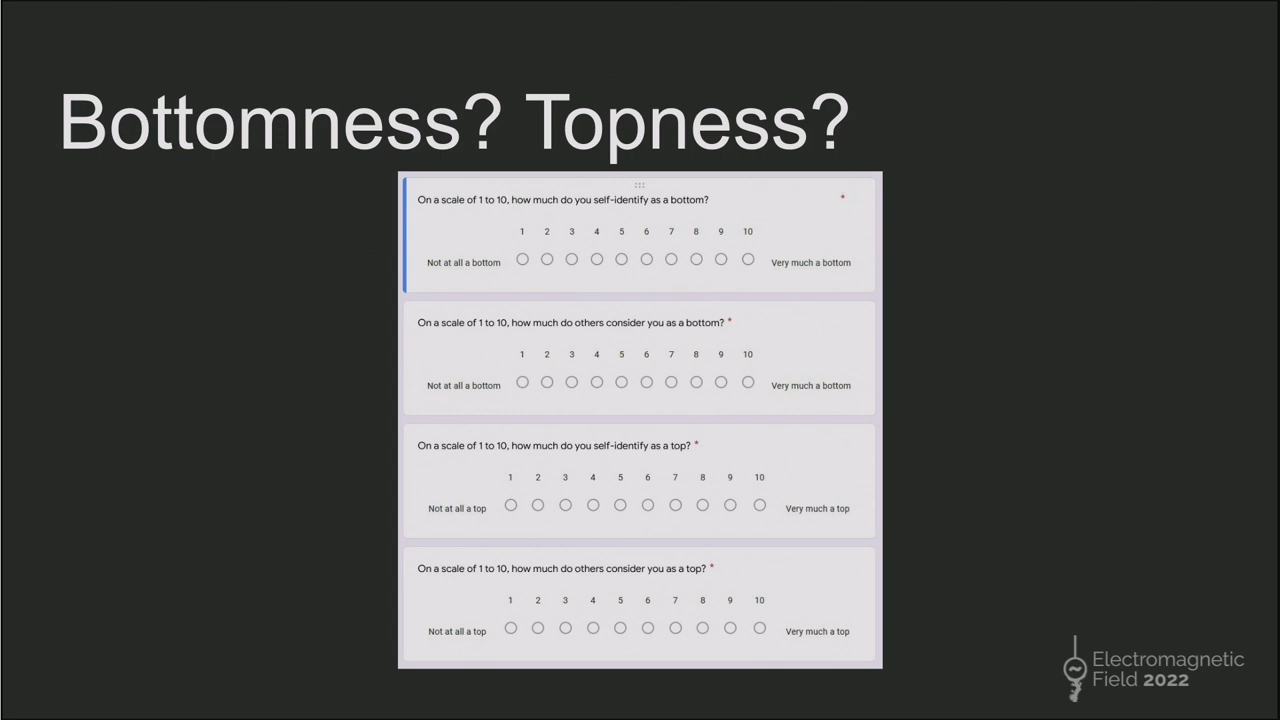 Bottomness? Topness?
On a scale of 1 to 10, how much do you self-identify as a bottom? *
1 2 3 4 5 6 7 8 9 10
Not at all a bottom Very much a bottom
On a scale of 1 to 10, how much do others consider you as a bottom? *
1 2 3 4 5 6 7 8 9 10
Not at all a bottom Very much a bottom
On a scale of 1 to 10, how much do you self-identify as a top? *
1 2 3 4 5 6 7 8 9 10
Not at all a top Very much a top
On a scale of 1 to 10, how much do others consider you as a top? *
1 2 3 4 5 6 7 8 9 10
Not at all a top Very much a top
Electromagnetic
Field 2022